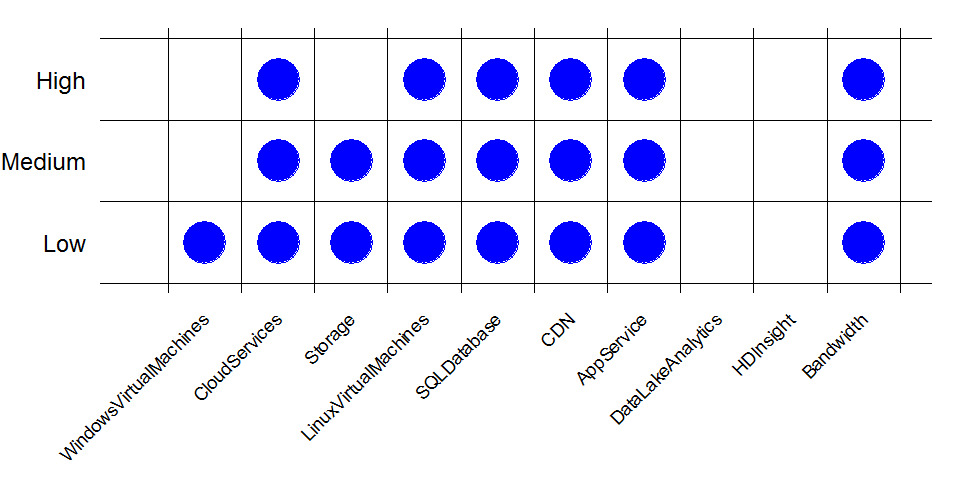 High
Medium
Low
WindowsVirtualMachines
CloudServices
Storage
LinuxVirtualMachines
SQLDatabase
CDN
AppService
DataLakeAnalytics
HDInsight
Bandwidth